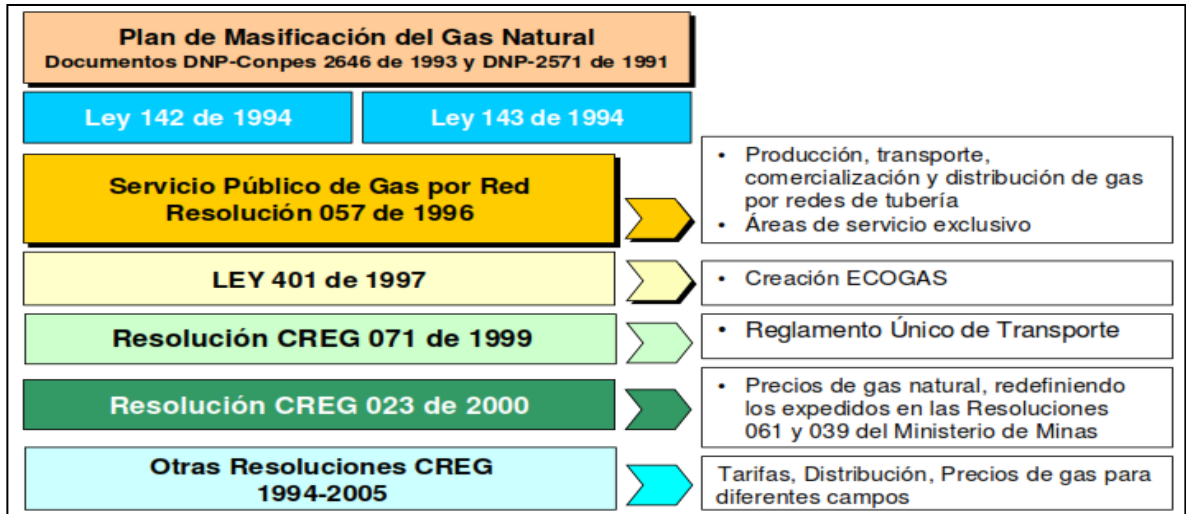 Plan de Masificación del Gas Natural
Documentos DNP-Conpes 2646 de 1993 y DNP-2571 de 1991
Ley 142 de 1994
Ley 143 de 1994
Servicio Público de Gas por Red
Resolución 057 de 1996
• Producción, transporte,
comercialización y distribución de gas
por redes de tubería
• Áreas de servicio exclusivo
LEY 401 de 1997
• Creación ECOGAS
Resolución CREG 071 de 1999
• Reglamento Único de Transporte
Resolución CREG 023 de 2000
• Precios de gas natural, redefiniendo
los expedidos en las Resoluciones
061 y 039 del Ministerio de Minas
Otras Resoluciones CREG
1994-2005
Tarifas, Distribución, Precios de gas para
diferentes campos